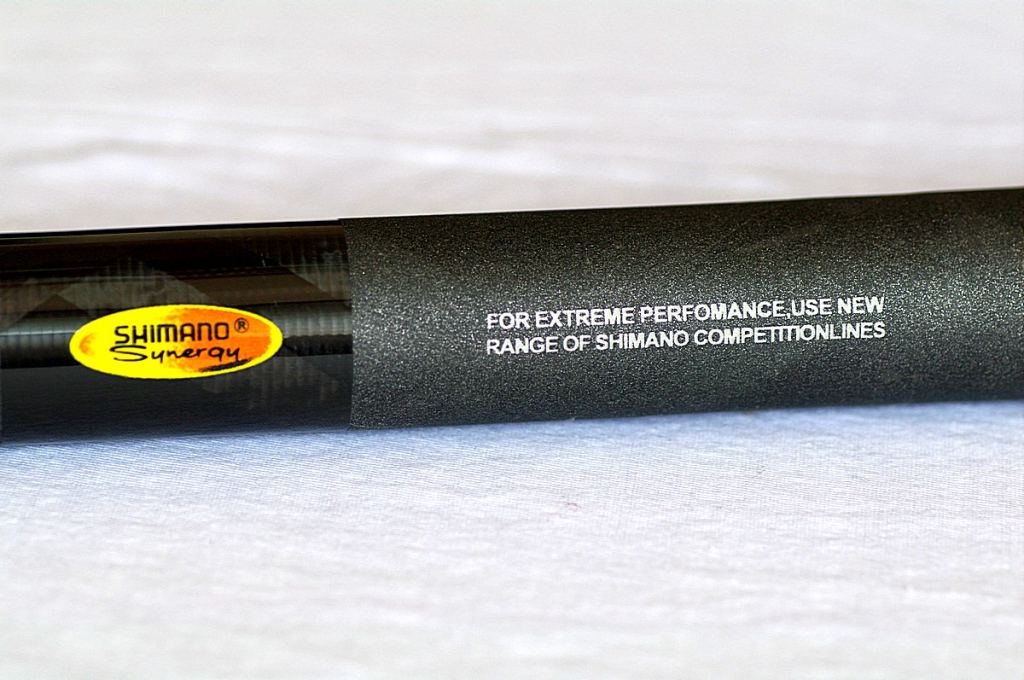 SHIMANO®
Synergy
FOR EXTREME PERFOMANCE,USE NEW
RANGE OF SHIMANO COMPETITIONLINES